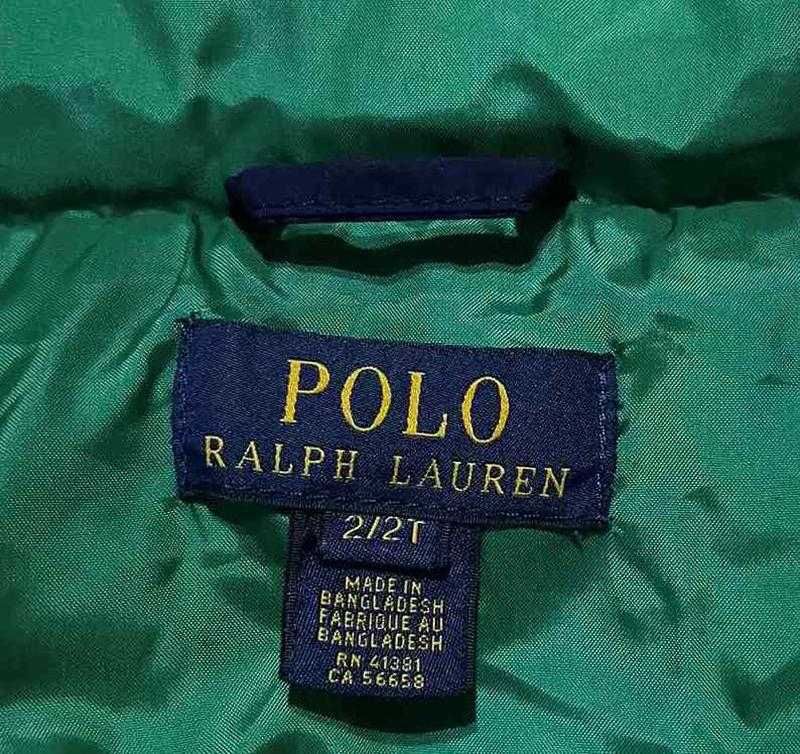 POLO
RALPH LAUREN
2/2T
MADE IN
BANGLADESH
FABRIQUE AU
BANGLADESH
RN 41381
CA 56658